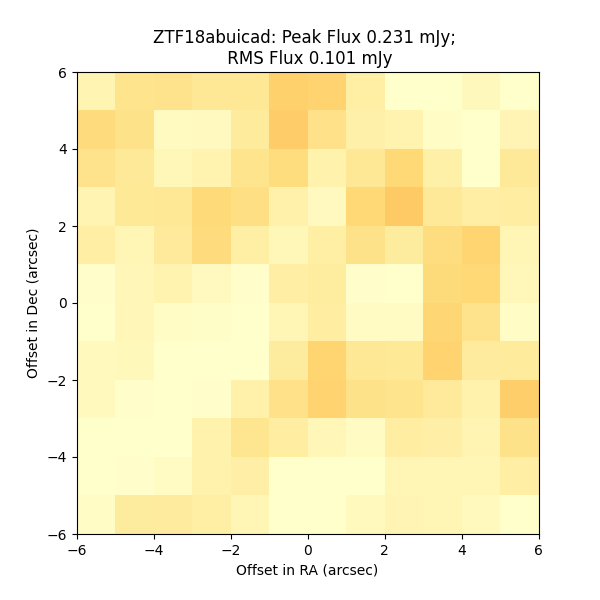 ZTF18abuicad: Peak Flux 0.231 mJy;
RMS Flux 0.101 mJy
6
4
2
0
−2
−4
−6
Offset in Dec (arcsec)
−6 −4 −2 0 2 4 6
Offset in RA (arcsec)